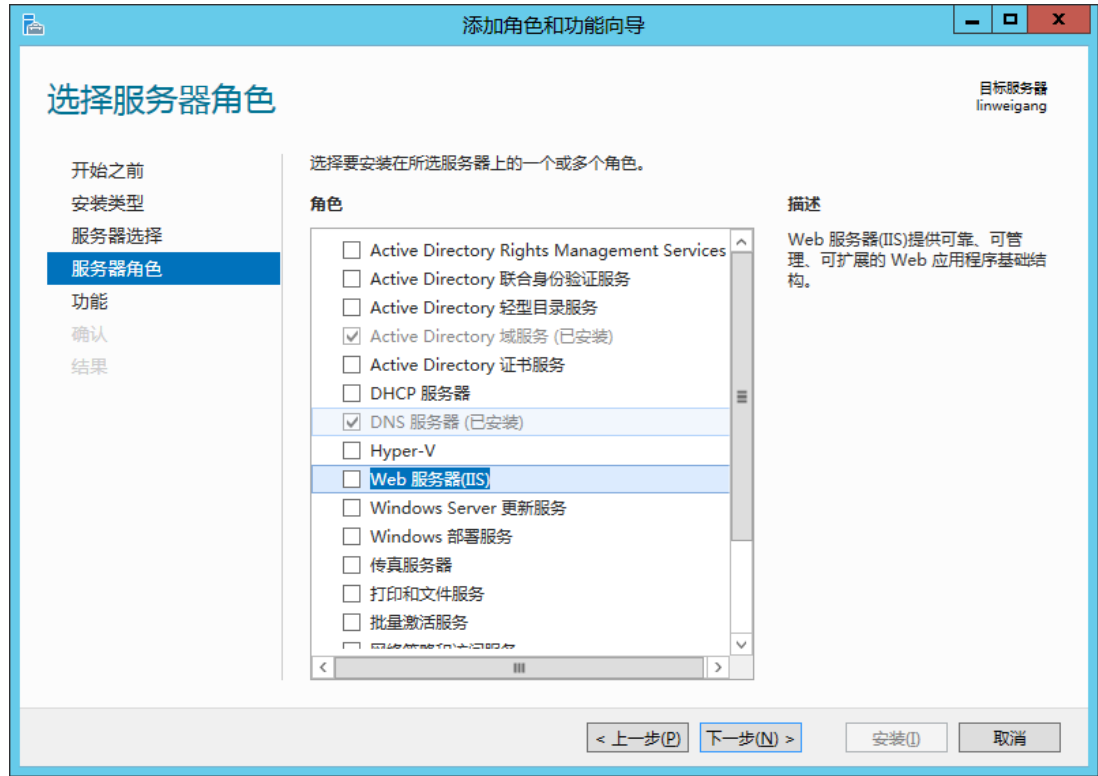 添加角色和功能向导
选择服务器角色
目标服务器
linweigang
开始之前
安装类型
服务器选择
服务器角色
功能
确认
结果
选择要安装在所选服务器上的一个或多个角色。
角色
Active Directory Rights Management Services
Active Directory 联合身份验证服务
Active Directory 轻型目录服务
Active Directory 域服务 (已安装)
Active Directory 证书服务
DHCP 服务器
DNS 服务器 (已安装)
Hyper-V
Web 服务器(IIS)
Windows Server 更新服务
Windows 部署服务
传真服务器
打印和文件服务
批量激活服务
网络策略和访问服务
描述
Web 服务器(IIS)提供可靠、可管
理、可扩展的 Web 应用程序基础结
构。
< 上一步(P)
下一步(N) >
安装(I)
取消